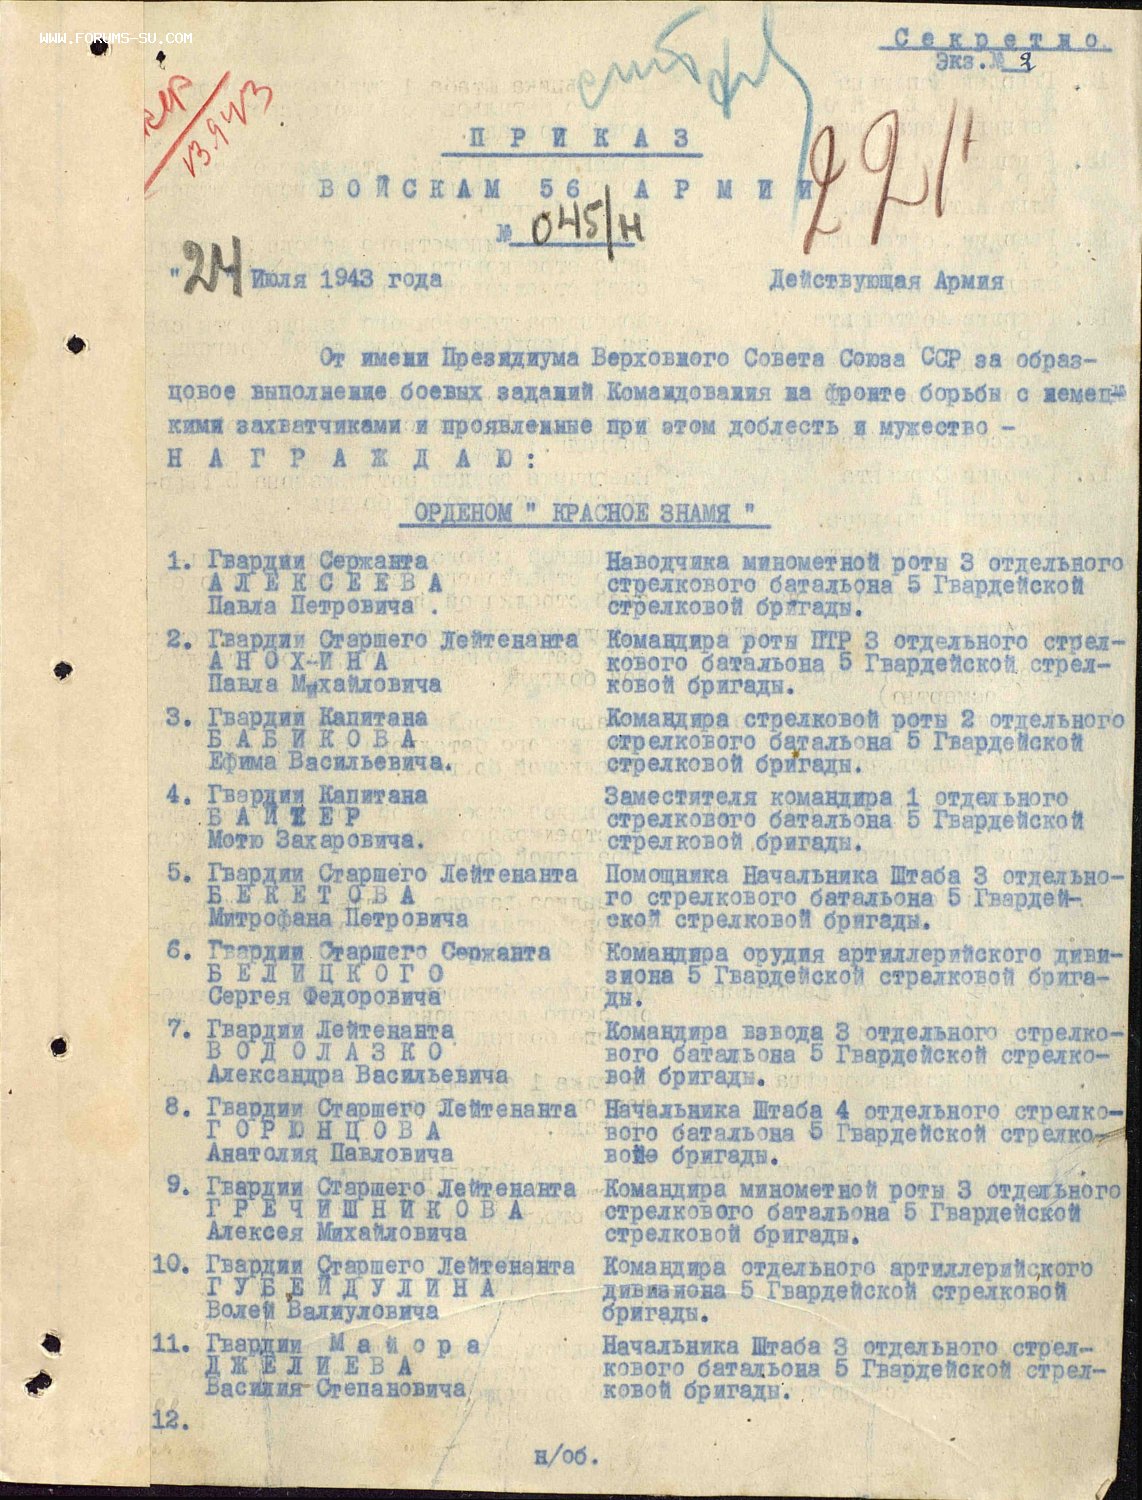 WWW.FORUMS-SU.COM
Секретно
Экз.№ 2
13.9.43
221
ПРИКАЗ
ВОЙСКАМ 56 АРМИИ
№ 045/н
"24 Июля 1943 года Действующая Армия
От имени Президиума Верховного Совета Союза ССР за образ-
цовое выполнение боевых заданий Командования на фронте борьбы с немец-
кими захватчиками и проявленные при этом доблесть и мужество -
НАГРАЖДАЮ:
ОРДЕНОМ " КРАСНОЕ ЗНАМЯ "
1. Гвардии Сержанта Наводчика минометной роты 3 отдельного
АЛЕКСЕЕВА стрелкового батальона 5 Гвардейской
Павла Петровича . стрелковой бригады.
2. Гвардии Старшего Лейтенанта Командира роты ПТР 3 отдельного стрел-
АНОХИНА кового батальона 5 Гвардейской стрел-
Павла Михайловича ковой бригады.
3. Гвардии Капитана Командира стрелковой роты 2 отдельного
БАБИКОВА стрелкового батальона 5 Гвардейской
Ефима Васильевича. стрелковой бригады.
4. Гвардии Капитана Заместителя командира 1 отдельного
стрелкового батальона 5 Гвардейской
Мотю Захаровича. стрелковой бригады.
5. Гвардии Старшего Лейтенанта Помощника Начальника Штаба 3 отдельно-
БЕКЕТОВА го стрелкового батальона 5 Гвардей-
Митрофана Петровича ской стрелковой бригады.
6. Гвардии Старшего Сержанта Командира орудия артиллерийского диви-
БЕЛИЦКОГО зиона 5 Гвардейской стрелковой брига-
Сергея Федоровича ды.
7. Гвардии Лейтенанта Командира взвода 3 отдельного стрелко-
ВОДОЛАЗКО вого батальона 5 Гвардейской стрелко-
Александра Васильевича вой бригады.
8. Гвардии Старшего Лейтенанта Начальника Штаба 4 отдельного стрелко-
ГОРЮНЦОВА вого батальона 5 Гвардейской стрелко-
Анатолия Павловича бригады.
9. Гвардии Старшего Лейтенанта Командира минометной роты 3 отдельного
ГРЕЧИШНИКОВА стрелкового батальона 5 Гвардейской
Алексея Михайловича стрелковой бригады.
10. Гвардии Старшего Лейтенанта Командира отдельного артиллерийского
ГУБЕЙДУЛИНА дивизиона 5 Гвардейской стрелковой
Волей Валиуловича бригады.
11. Гвардии Майора Начальника Штаба 3 отдельного стрел-
ДЖЕЛИЕВА кового батальона 5 Гвардейской стрел-
Василия Степановича ковой бригады.
12.
н/об.